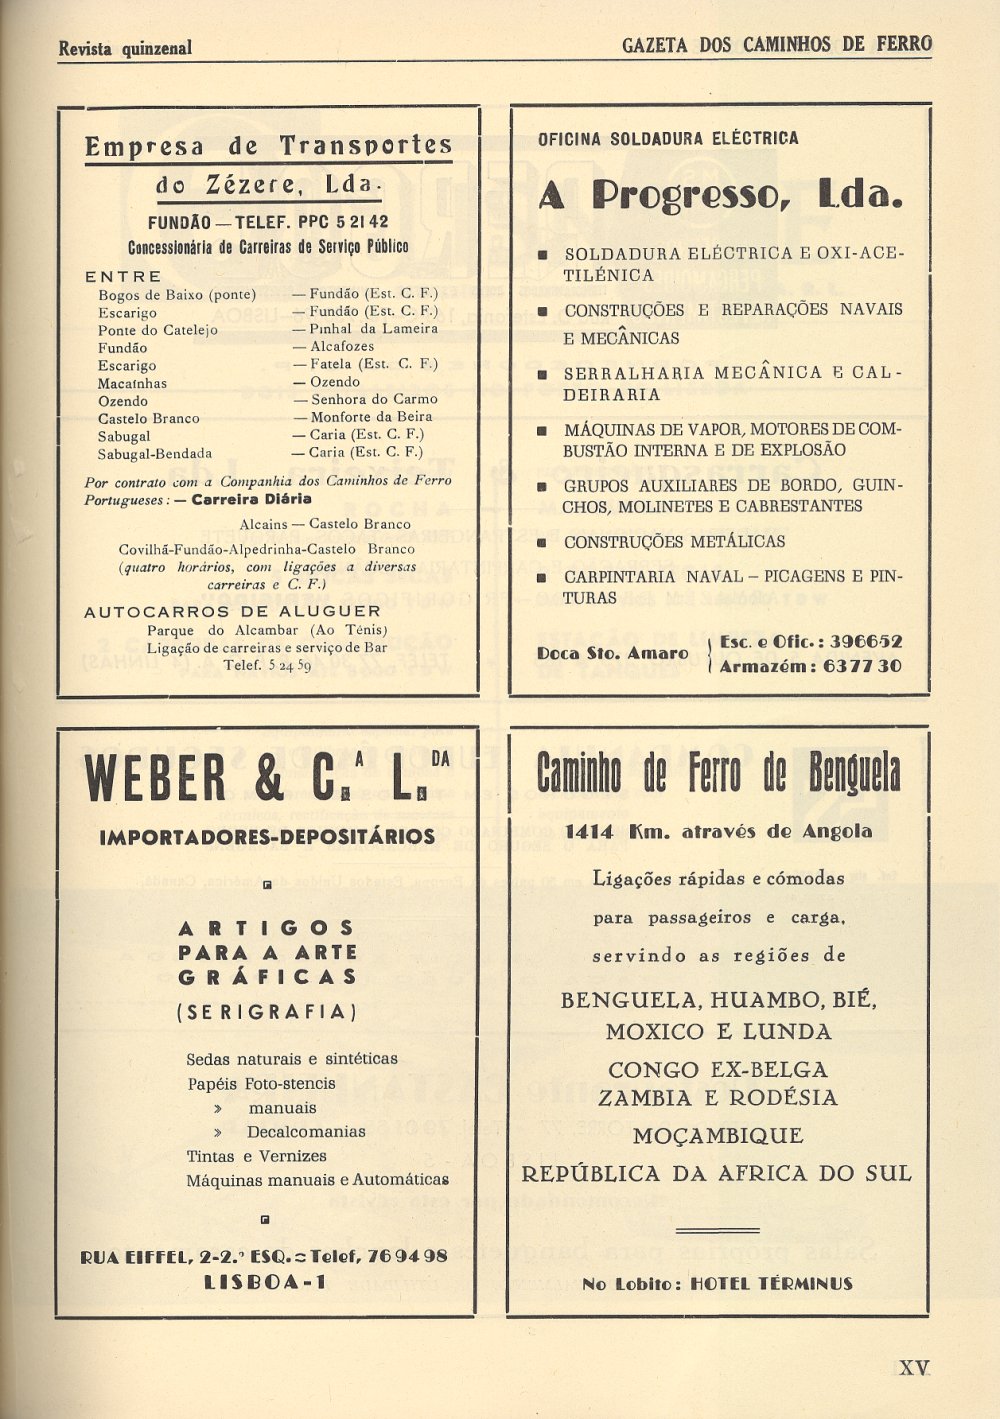 Revista quinzenal
GAZETA DOS CAMINHOS DE FERRO
Empresa de Transportes
do Zézere, Lda.
FUNDÃO — TELEF. PPC 5 21 42
Concessionária de Carreiras de Serviço Público
ENTRE
Bogos de Baixo (ponte) — Fundão (Est. C. F.)
Escarigo — Fundão (Est. C. F.)
Ponte do Catelejo — Pinhal da Lameira
Fundão — Alcafozes
Escarigo — Fatela (Est. C. F.)
Macainhas — Ozendo
Ozendo — Senhora do Carmo
Castelo Branco — Monforte da Beira
Sabugal — Caria (Est. C. F.)
Sabugal-Bendada — Caria (Est. C. F.)
Por contrato com a Companhia dos Caminhos de Ferro
Portugueses: — Carreira Diária
Alcains — Castelo Branco
Covilhã-Fundão-Alpedrinha-Castelo Branco
(quatro horários, com ligações a diversas
carreiras e C. F.)
AUTOCARROS DE ALUGUER
Parque do Alcambar (Ao Ténis)
Ligação de carreiras e serviço de Bar
Telef. 5 24 59
OFICINA SOLDADURA ELÉCTRICA
A Progresso, Lda.
■ SOLDADURA ELÉCTRICA E OXI-ACE-
TILÉNICA
■ CONSTRUÇÕES E REPARAÇÕES NAVAIS
E MECÂNICAS
■ SERRALHARIA MECÂNICA E CAL-
DEIRARIA
■ MÁQUINAS DE VAPOR, MOTORES DE COM-
BUSTÃO INTERNA E DE EXPLOSÃO
■ GRUPOS AUXILIARES DE BORDO, GUIN-
CHOS, MOLINETES E CABRESTANTES
■ CONSTRUÇÕES METÁLICAS
■ CARPINTARIA NAVAL — PICAGENS E PIN-
TURAS
Doca Sto. Amaro { Esc. e Ofic.: 396652
Armazém: 637730
WEBER & C.A L.DA
IMPORTADORES-DEPOSITÁRIOS
ARTIGOS
PARA A ARTE
GRÁFICAS
(SERIGRAFIA)
Sedas naturais e sintéticas
Papéis Foto-stencis
» manuais
» Decalcomanias
Tintas e Vernizes
Máquinas manuais e Automáticas
RUA EIFFEL, 2-2.º ESQ. = Telef, 769498
LISBOA-1
Caminho de Ferro de Benguela
1414 Km. através de Angola
Ligações rápidas e cómodas
para passageiros e carga,
servindo as regiões de
BENGUELA, HUAMBO, BIÉ,
MOXICO E LUNDA
CONGO EX-BELGA
ZAMBIA E RODÉSIA
MOÇAMBIQUE
REPÚBLICA DA AFRICA DO SUL
No Lobito: HOTEL TÉRMINUS
XV